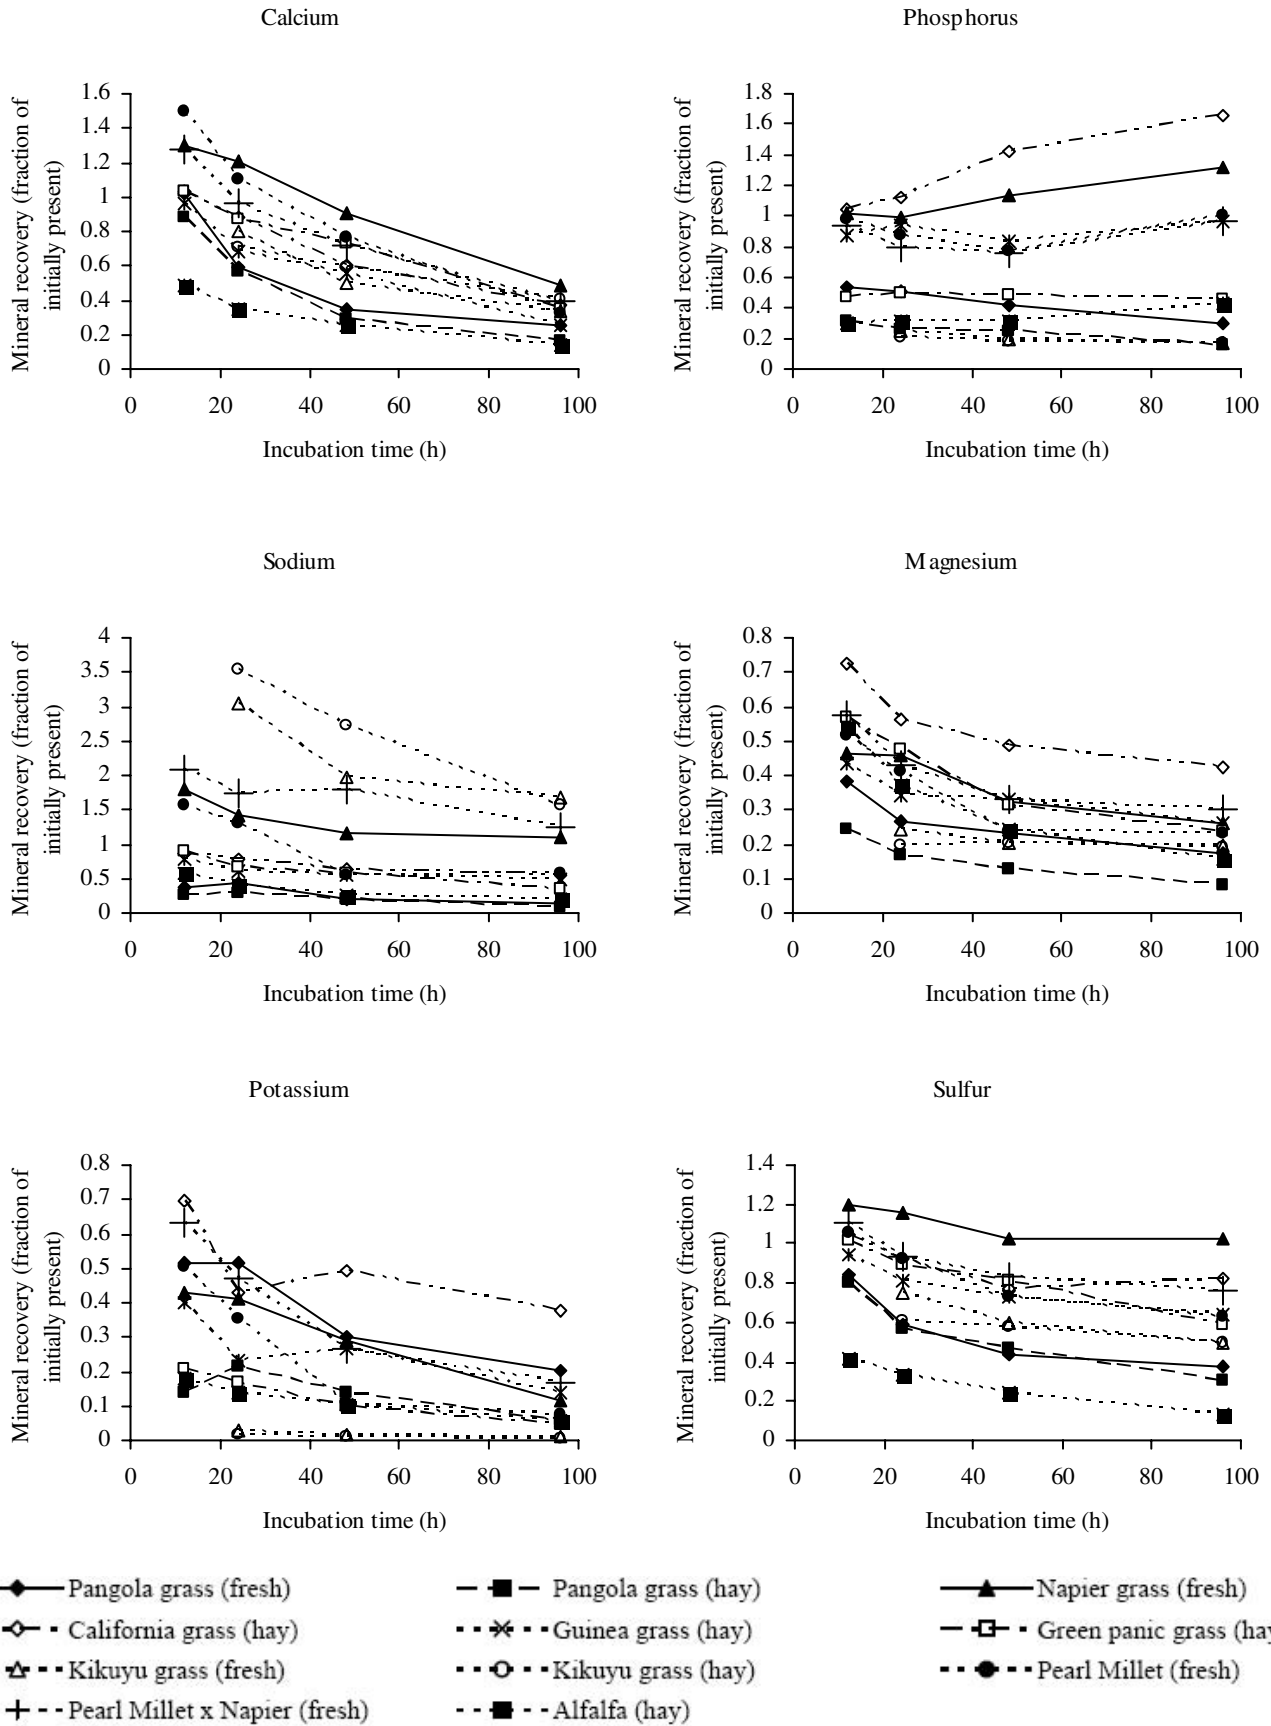 Calcium
Phosphorus
Mineral recovery (fraction of
initially present)
1.6
1.4
1.2
1
0.8
0.6
0.4
0.2
0
0 20 40 60 80 100
Incubation time (h)
Mineral recovery (fraction of
initially present)
1.8
1.6
1.4
1.2
1
0.8
0.6
0.4
0.2
0
0 20 40 60 80 100
Incubation time (h)
Sodium
Magnesium
Mineral recovery (fraction of
initially present)
4
3.5
3
2.5
2
1.5
1
0.5
0
0 20 40 60 80 100
Incubation time (h)
Mineral recovery (fraction of
initially present)
0.8
0.7
0.6
0.5
0.4
0.3
0.2
0.1
0
0 20 40 60 80 100
Incubation time (h)
Potassium
Sulfur
Mineral recovery (fraction of
initially present)
0.8
0.7
0.6
0.5
0.4
0.3
0.2
0.1
0
0 20 40 60 80 100
Incubation time (h)
Mineral recovery (fraction of
initially present)
1.4
1.2
1
0.8
0.6
0.4
0.2
0
0 20 40 60 80 100
Incubation time (h)
Pangola grass (fresh) Pangola grass (hay) Napier grass (fresh)
California grass (hay) Guinea grass (hay) Green panic grass (hay
Kikuyu grass (fresh) Kikuyu grass (hay) Pearl Millet (fresh)
Pearl Millet x Napier (fresh) Alfalfa (hay)